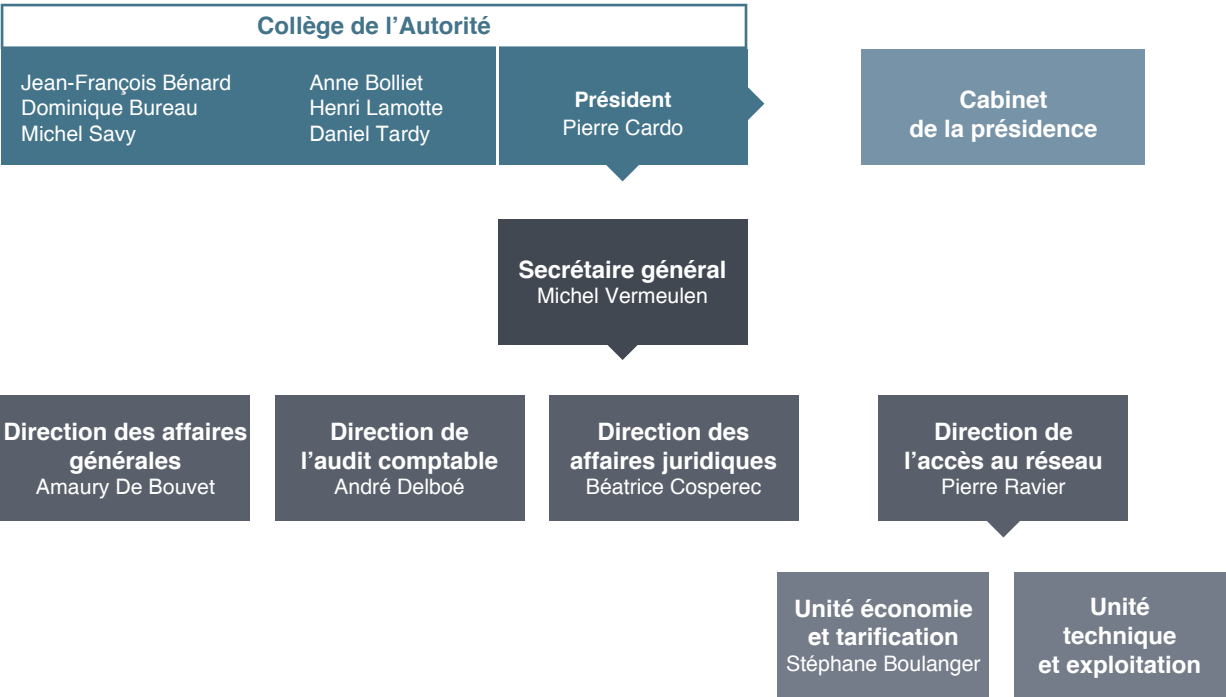 Collège de l’Autorité
Jean-François Bénard
Dominique Bureau
Michel Savy
Anne Bolliet
Henri Lamotte
Daniel Tardy
Président
Pierre Cardo
Cabinet
de la présidence
Secrétaire général
Michel Vermeulen
Direction des affaires
générales
Amaury De Bouvet
Direction de
l’audit comptable
André Delboé
Direction des
affaires juridiques
Béatrice Cosperec
Direction de
l’accès au réseau
Pierre Ravier
Unité économie
et tarification
Stéphane Boulanger
Unité
technique
et exploitation